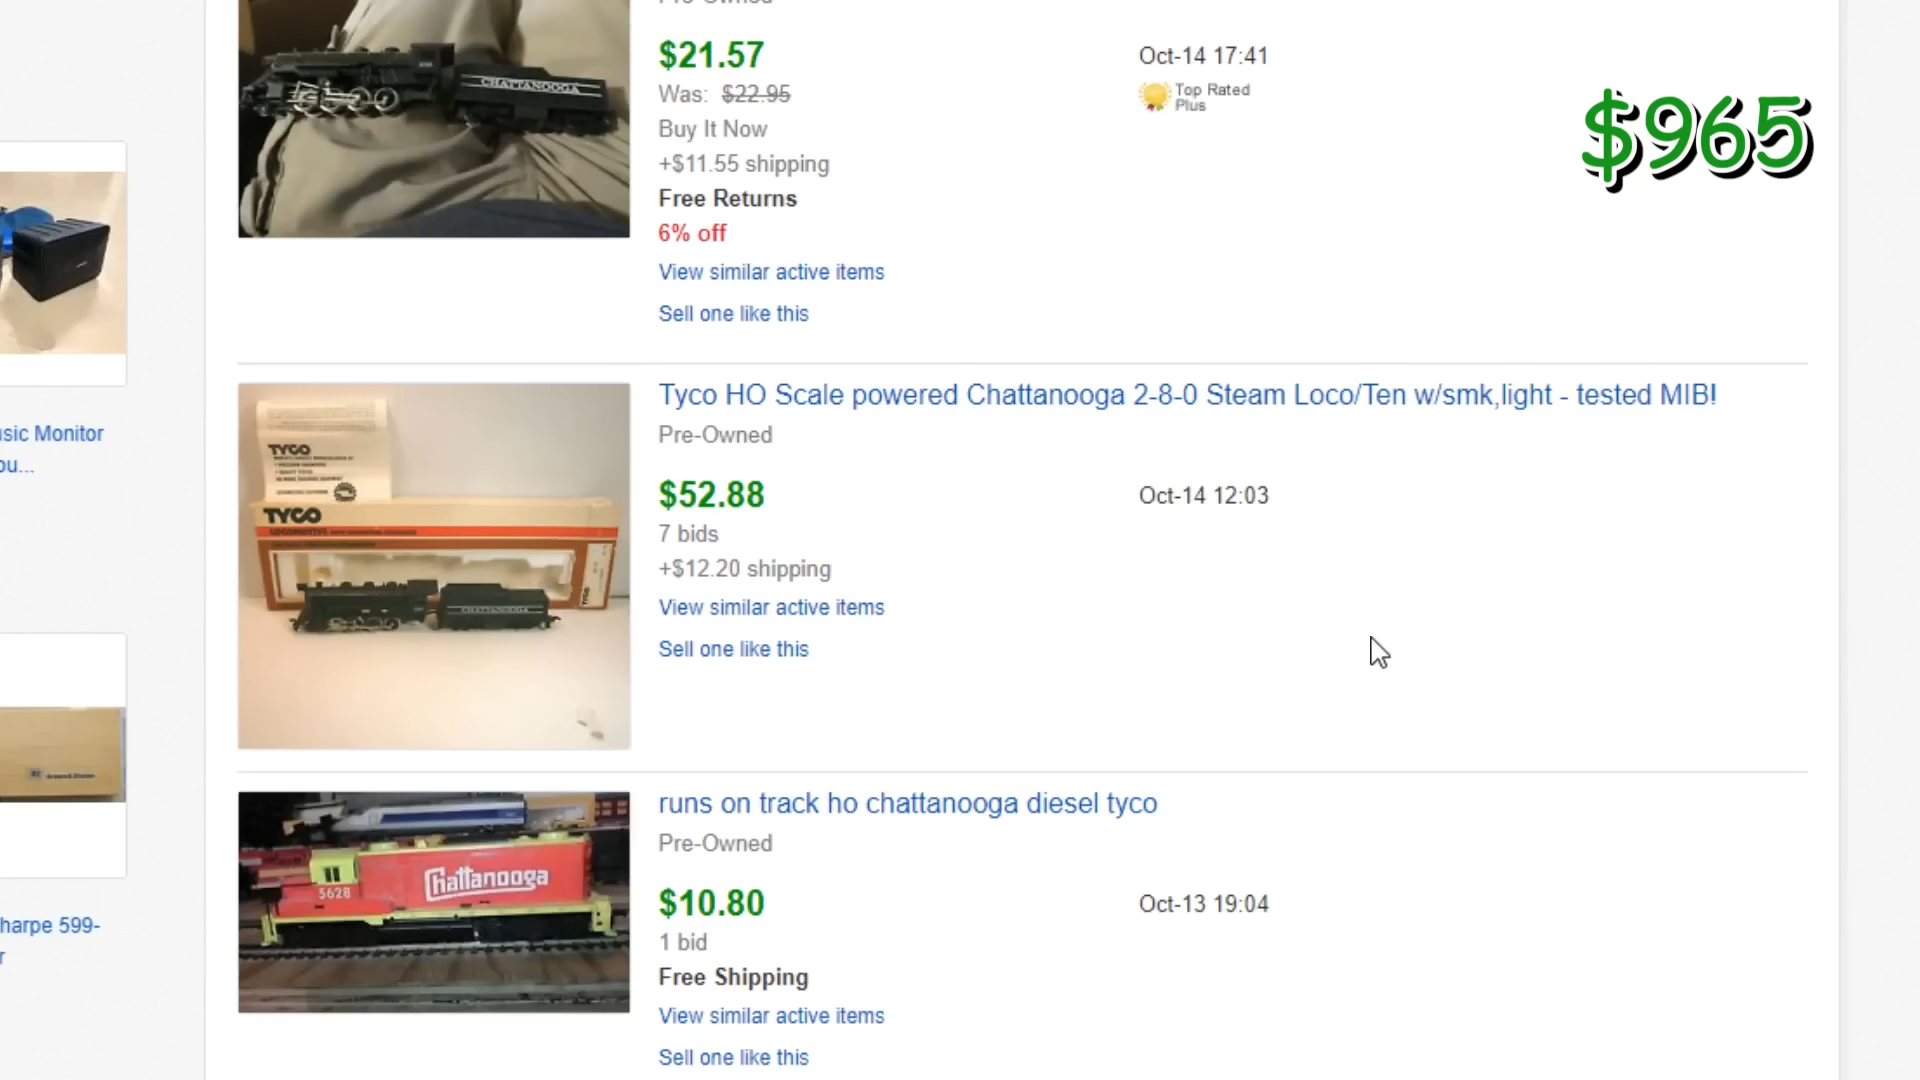 $21.57
Oct-14 17:41
Was: $22.95
Top Rated
Plus
Buy It Now
+$11.55 shipping
Free Returns
6% off
View similar active items
Sell one like this
$965
CHATTANOOGA
Tyco HO Scale powered Chattanooga 2-8-0 Steam Loco/Ten w/smk,light - tested MIB!
Pre-Owned
$52.88
Oct-14 12:03
7 bids
+$12.20 shipping
View similar active items
Sell one like this
TYCO
TYCO
CHATTANOOGA
runs on track ho chattanooga diesel tyco
Pre-Owned
$10.80
Oct-13 19:04
1 bid
Free Shipping
View similar active items
Sell one like this
Chattanooga
5628
sic Monitor
ou...
harpe 599-
r